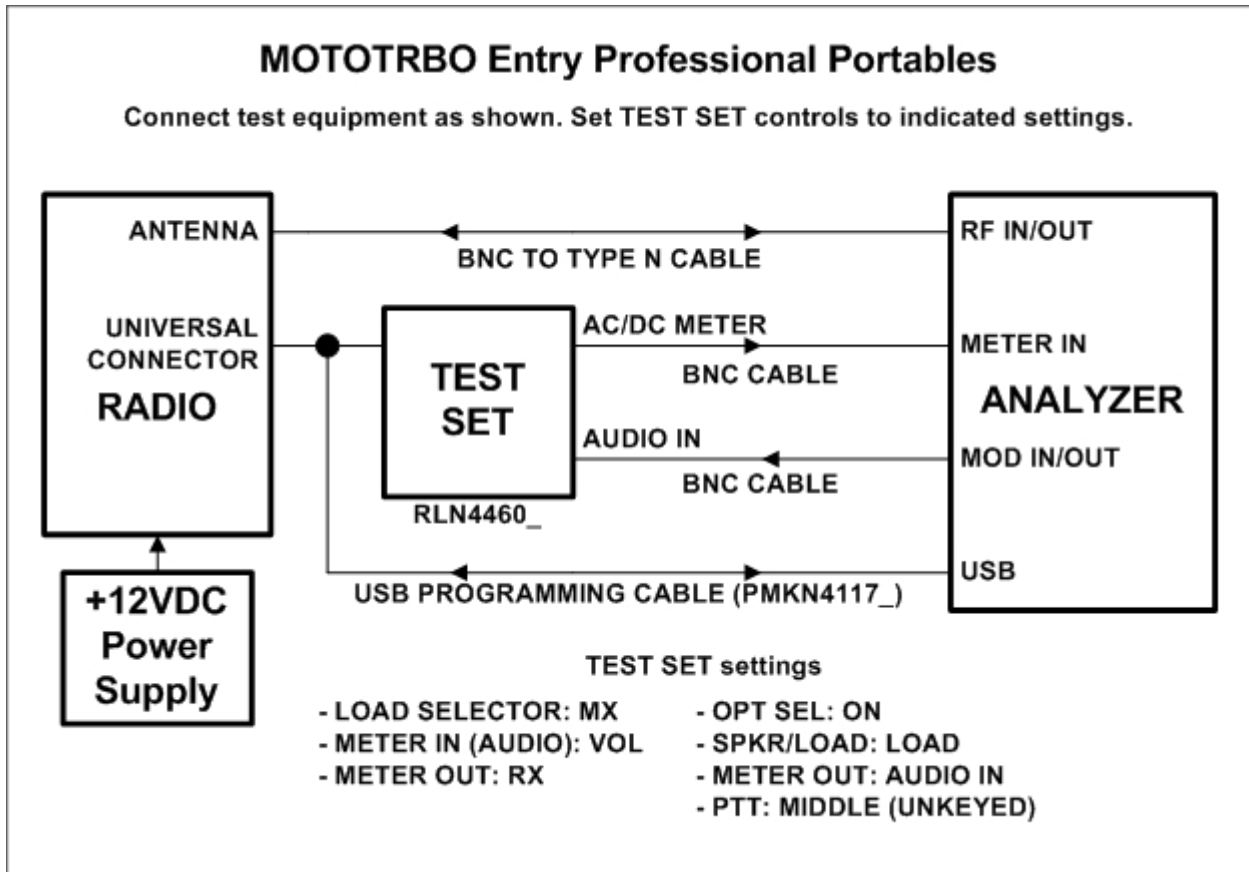 MOTOTRBO Entry Professional Portables
Connect test equipment as shown. Set TEST SET controls to indicated settings.
ANTENNA
BNC TO TYPE N CABLE
RF IN/OUT
UNIVERSAL
CONNECTOR
RADIO
TEST
SET
RLN4460_
AC/DC METER
BNC CABLE
METER IN
ANALYZER
AUDIO IN
BNC CABLE
MOD IN/OUT
USB PROGRAMMING CABLE (PMKN4117_)
USB
+12VDC
Power
Supply
TEST SET settings
- LOAD SELECTOR: MX
- METER IN (AUDIO): VOL
- METER OUT: RX
- OPT SEL: ON
- SPKR/LOAD: LOAD
- METER OUT: AUDIO IN
- PTT: MIDDLE (UNKEYED)